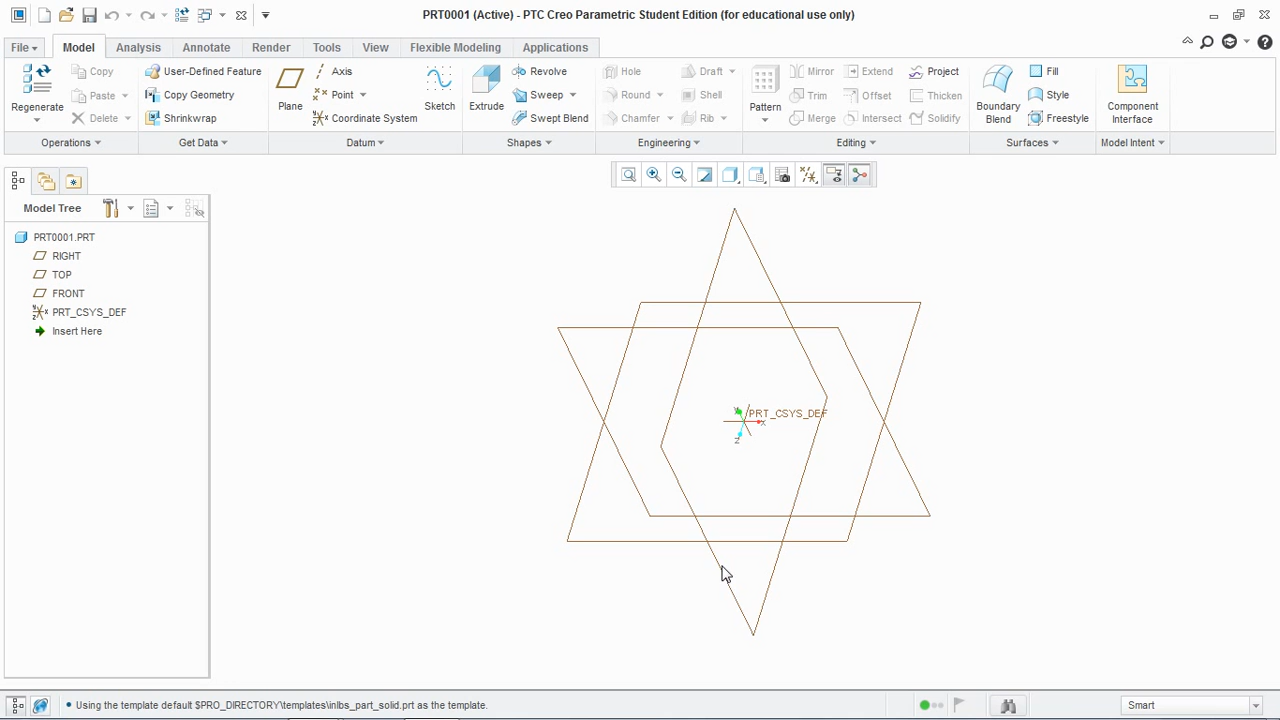 PRT0001 (Active) - PTC Creo Parametric Student Edition (for educational use only)
File Model Analysis Annotate Render Tools View Flexible Modeling Applications
Regenerate
Copy
Paste
Delete
Operations
User-Defined Feature
Copy Geometry
Shrinkwrap
Get Data
Plane
Axis
Point
Coordinate System
Datum
Sketch
Extrude
Revolve
Sweep
Swept Blend
Shapes
Hole
Round
Chamfer
Draft
Shell
Rib
Engineering
Pattern
Mirror
Trim
Merge
Extend
Offset
Intersect
Project
Thicken
Solidify
Editing
Boundary
Blend
Fill
Style
Freestyle
Surfaces
Component
Interface
Model Intent
Model Tree
PRT0001.PRT
RIGHT
TOP
FRONT
PRT_CSYS_DEF
Insert Here
PRT_CSYS_DEF
Y
X
Z
Using the template default $PRO_DIRECTORY\templates\inlbs_part_solid.prt as the template.
Smart